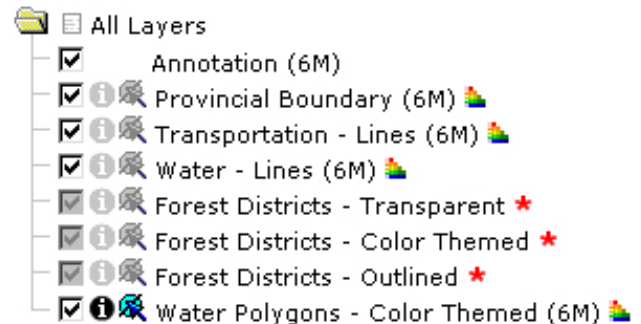 All Layers
Annotation (6M)
Provincial Boundary (6M)
Transportation - Lines (6M)
Water - Lines (6M)
Forest Districts - Transparent *
Forest Districts - Color Themed *
Forest Districts - Outlined *
Water Polygons - Color Themed (6M)